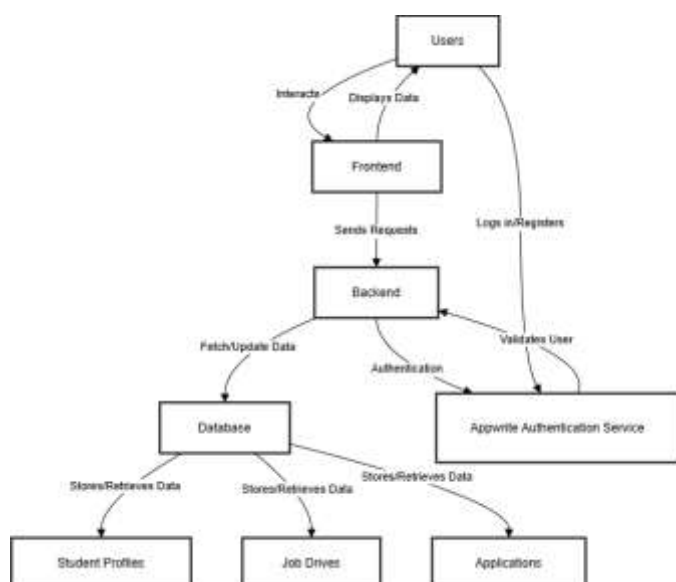 Users
Interacts
Displays Data
Frontend
Sends Requests
Logs in/Registers
Backend
Fetch/Update Data
Validates User
Authentication
Database
Appwrite Authentication Service
Stores/Retrieves Data
Stores/Retrieves Data
Stores/Retrieves Data
Student Profiles
Job Drives
Applications